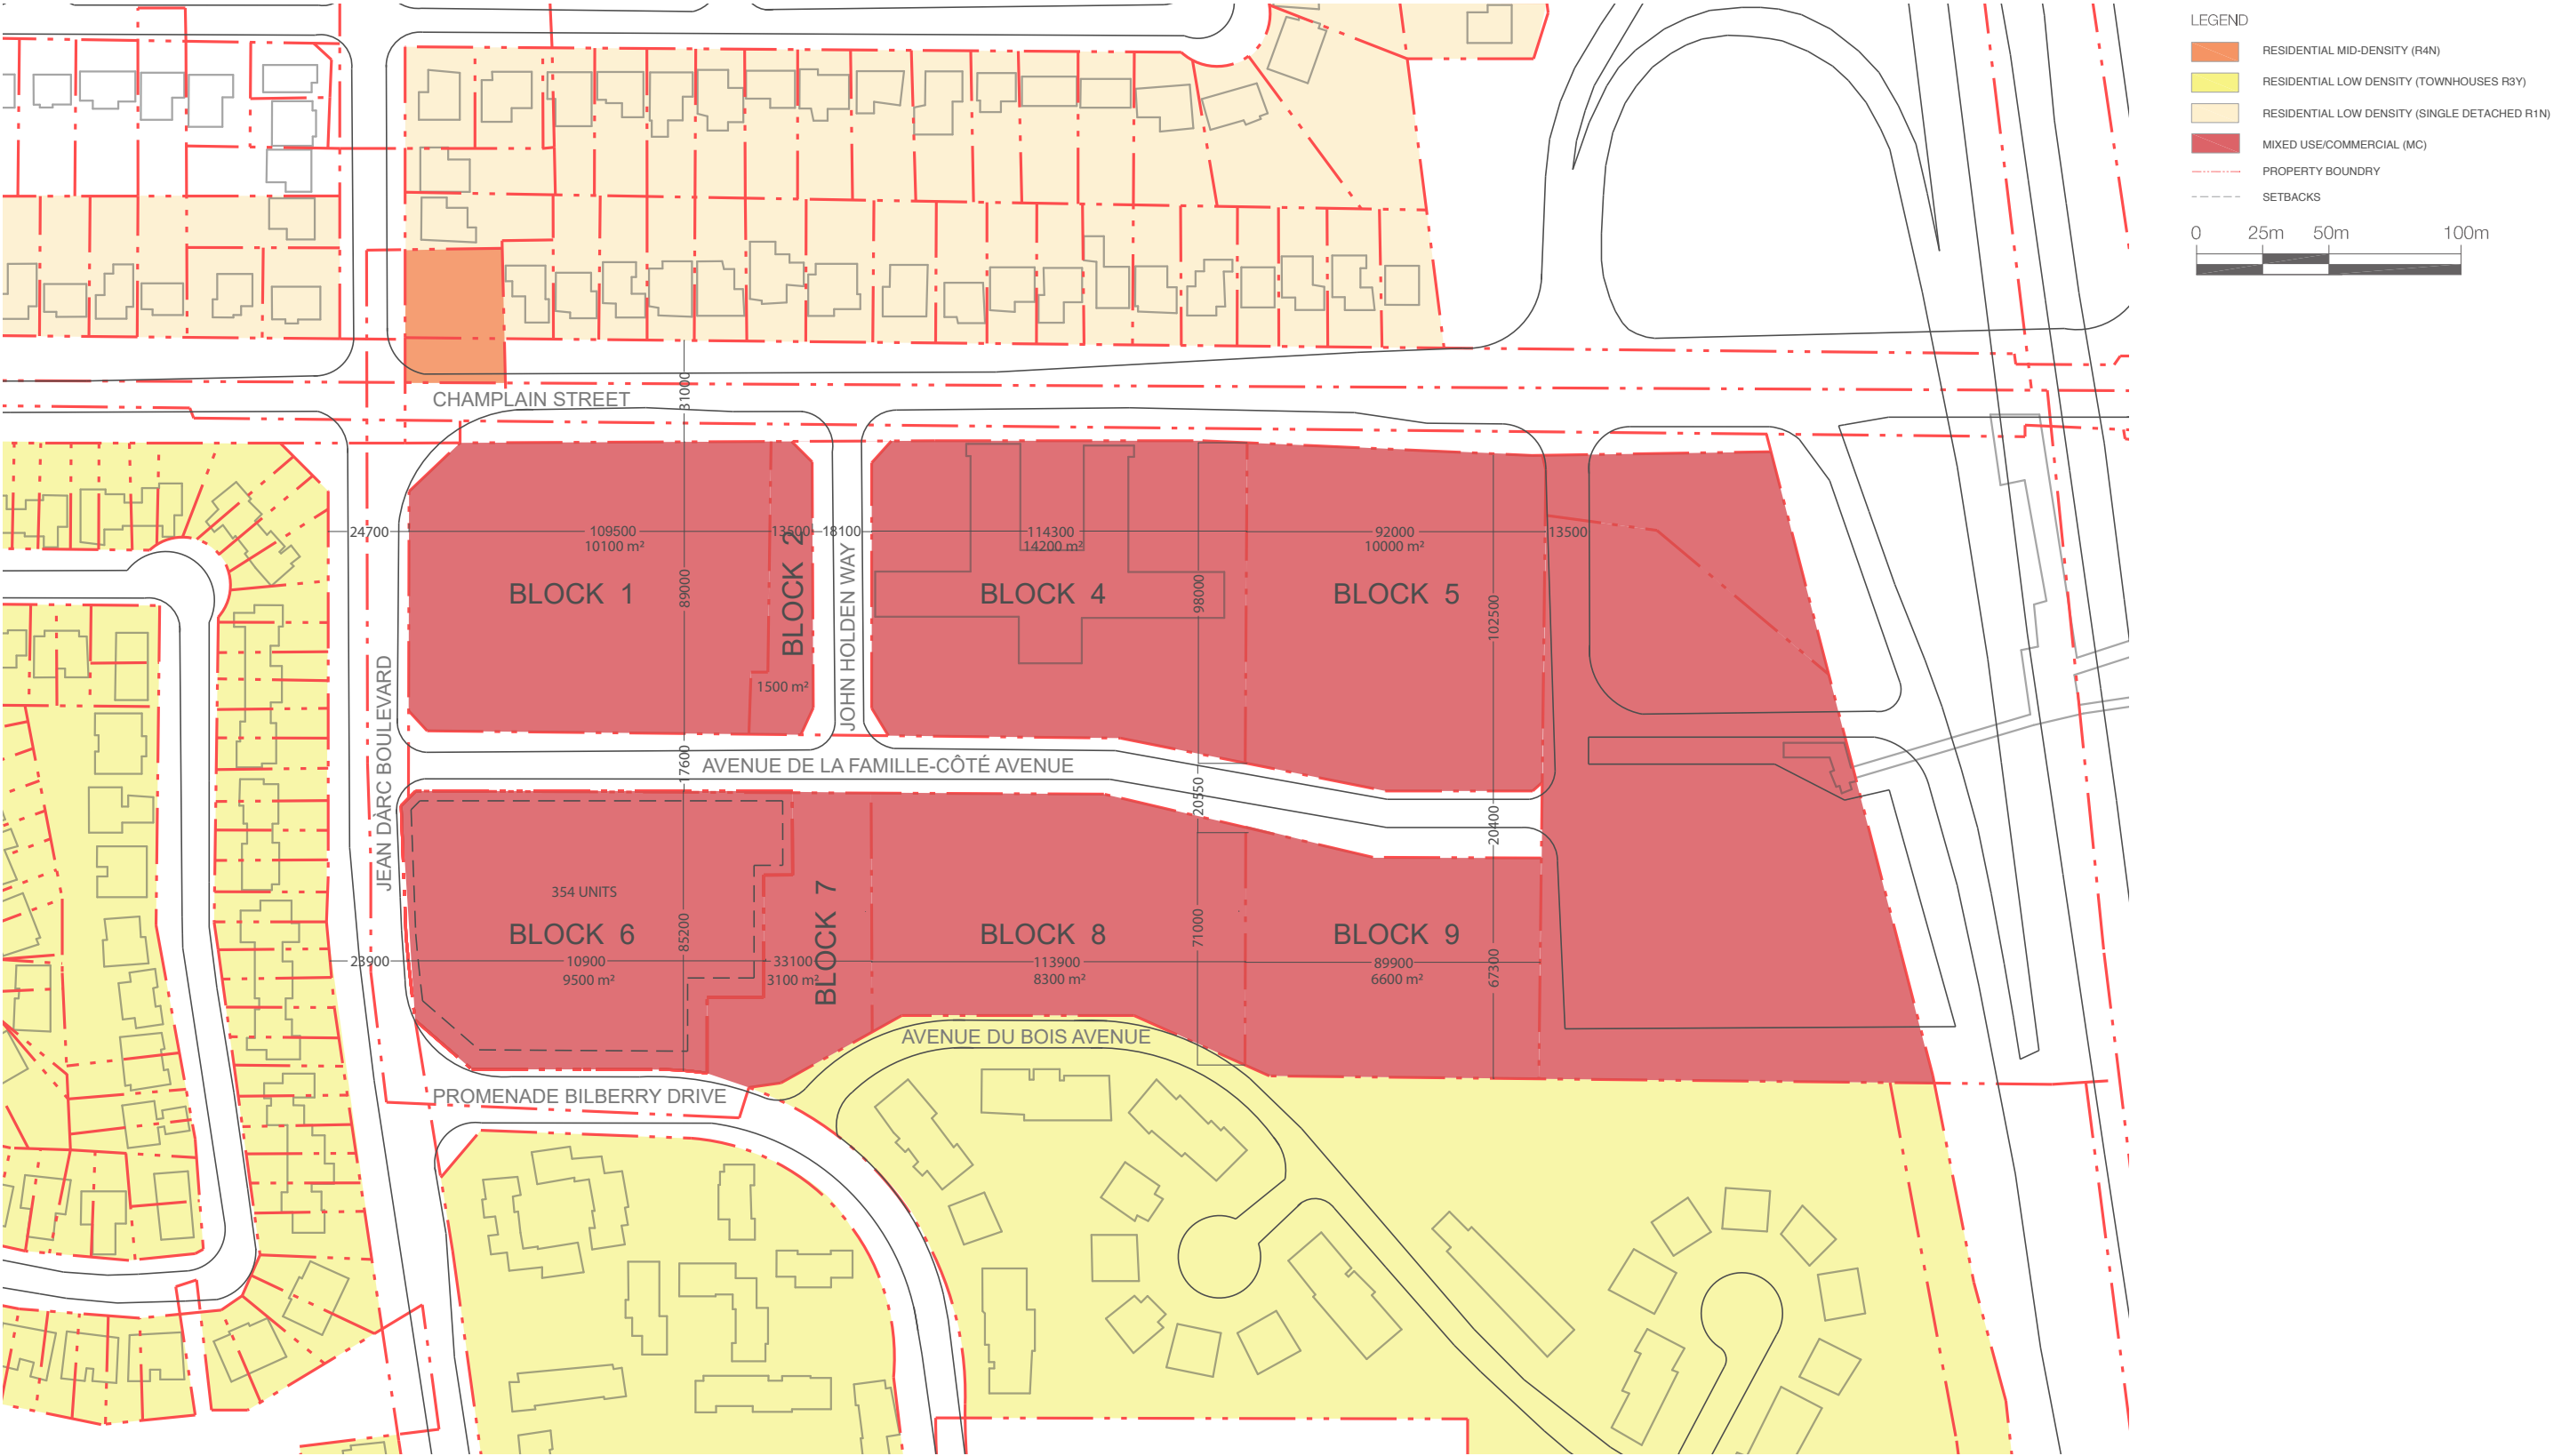 LEGEND
RESIDENTIAL MID-DENSITY (R4N)
RESIDENTIAL LOW DENSITY (TOWNHOUSES R3Y)
RESIDENTIAL LOW DENSITY (SINGLE DETACHED R1N)
MIXED USE/COMMERCIAL (MC)
PROPERTY BOUNDRY
SETBACKS
0 25m 50m 100m
CHAMPLAIN STREET
31000
24700
109500
10100 m²
13500
18100
114300
14200 m²
92000
10000 m²
13500
BLOCK 1
89000
BLOCK 2
1500 m²
JOHN HOLDEN WAY
BLOCK 4
98000
BLOCK 5
102500
JEAN DÀRC BOULEVARD
17600
AVENUE DE LA FAMILLE-CÔTÉ AVENUE
20550
20400
354 UNITS
BLOCK 6
85200
BLOCK 7
BLOCK 8
71000
BLOCK 9
67300
23900
10900
9500 m²
33100
3100 m²
113900
8300 m²
89900
6600 m²
AVENUE DU BOIS AVENUE
PROMENADE BILBERRY DRIVE